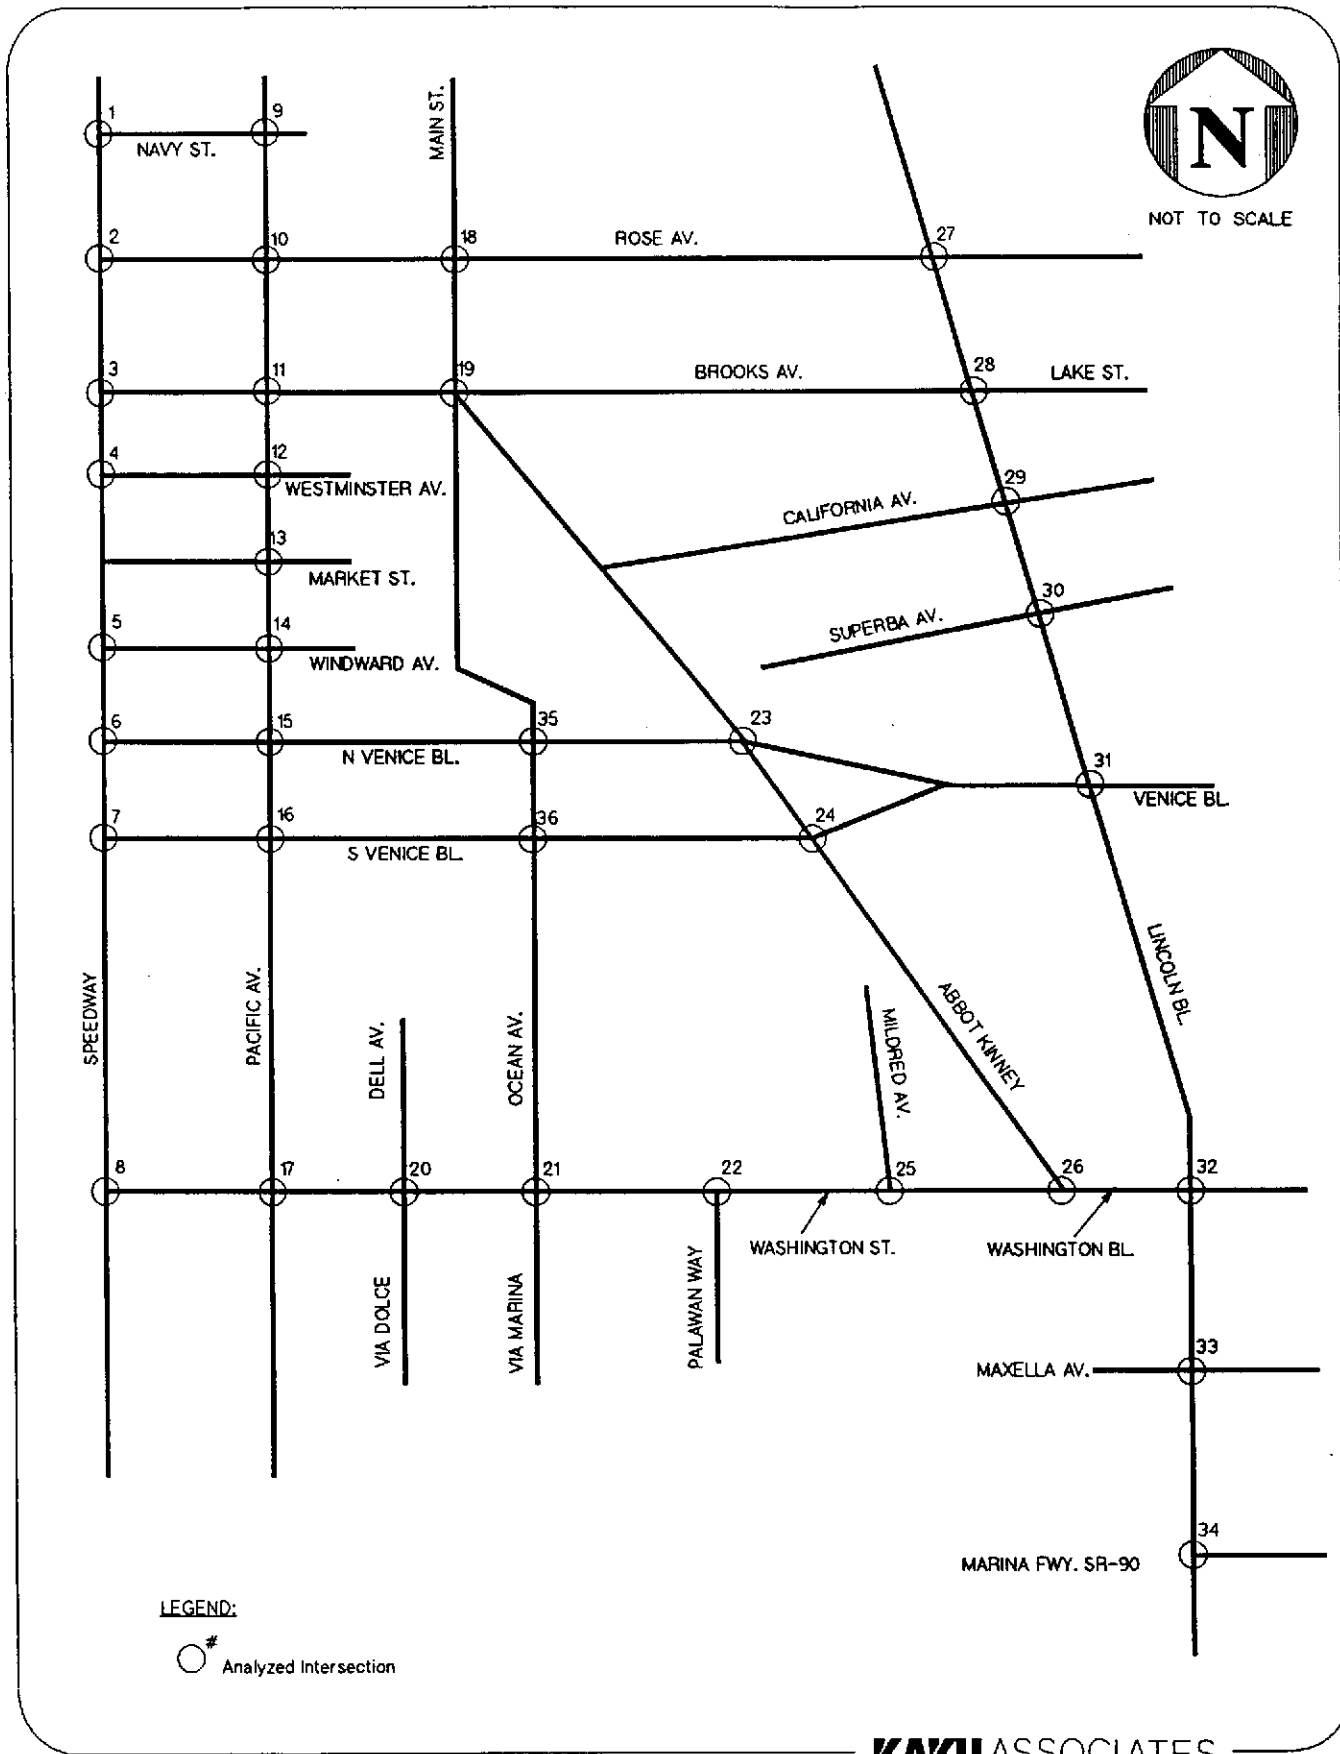 1
9
NAVY ST.
MAIN ST.
N
NOT TO SCALE
2
10
18
ROSE AV.
27
3
11
19
BROOKS AV.
28
LAKE ST.
4
12
WESTMINSTER AV.
29
CALIFORNIA AV.
13
MARKET ST.
30
SUPERBA AV.
5
14
WINDWARD AV.
6
15
35
23
N VENICE BL.
31
VENICE BL.
7
16
36
24
S VENICE BL.
LINCOLN BL.
SPEEDWAY
PACIFIC AV.
DELL AV.
OCEAN AV.
MILDRED AV.
ABBOT KINNEY
8
17
20
21
22
25
26
32
WASHINGTON ST.
WASHINGTON BL.
VIA DOLCE
VIA MARINA
PALAWAN WAY
33
MAXELLA AV.
34
MARINA FWY. SR-90
LEGEND:
#
Analyzed Intersection
KAKU ASSOCIATES